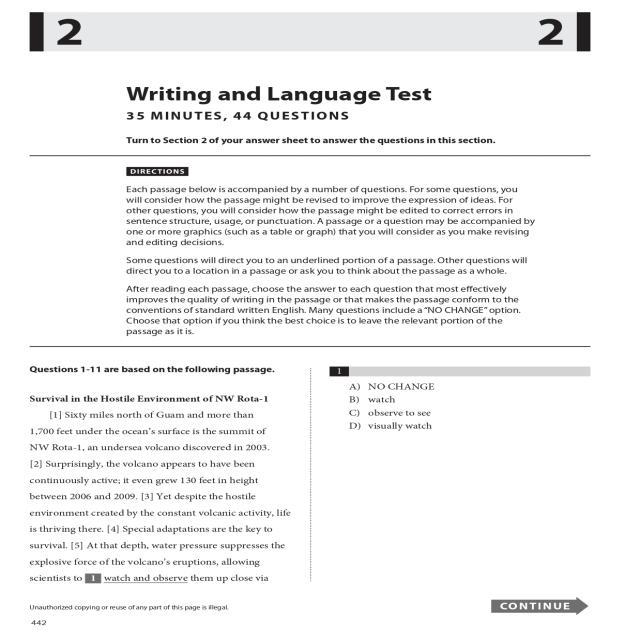 2 2
Writing and Language Test
35 MINUTES, 44 QUESTIONS
Turn to Section 2 of your answer sheet to answer the questions in this section.
DIRECTIONS
Each passage below is accompanied by a number of questions. For some questions, you
will consider how the passage might be revised to improve the expression of ideas. For
other questions, you will consider how the passage might be edited to correct errors in
sentence structure, usage, or punctuation. A passage or a question may be accompanied by
one or more graphics (such as a table or graph) that you will consider as you make revising
and editing decisions.
Some questions will direct you to an underlined portion of a passage. Other questions will
direct you to a location in a passage or ask you to think about the passage as a whole.
After reading each passage, choose the answer to each question that most effectively
improves the quality of writing in the passage or that makes the passage conform to the
conventions of standard written English. Many questions include a “NO CHANGE” option.
Choose that option if you think the best choice is to leave the relevant portion of the
passage as it is.
Questions 1-11 are based on the following passage.
Survival in the Hostile Environment of NW Rota-1
[1] Sixty miles north of Guam and more than
1,700 feet under the ocean’s surface is the summit of
NW Rota-1, an undersea volcano discovered in 2003.
[2] Surprisingly, the volcano appears to have been
continuously active; it even grew 130 feet in height
between 2006 and 2009. [3] Yet despite the hostile
environment created by the constant volcanic activity, life
is thriving there. [4] Special adaptations are the key to
survival. [5] At that depth, water pressure suppresses the
explosive force of the volcano’s eruptions, allowing
scientists to 1 watch and observe them up close via
1
A) NO CHANGE
B) watch
C) observe to see
D) visually watch
Unauthorized copying or reuse of any part of this page is illegal.
CONTINUE
442